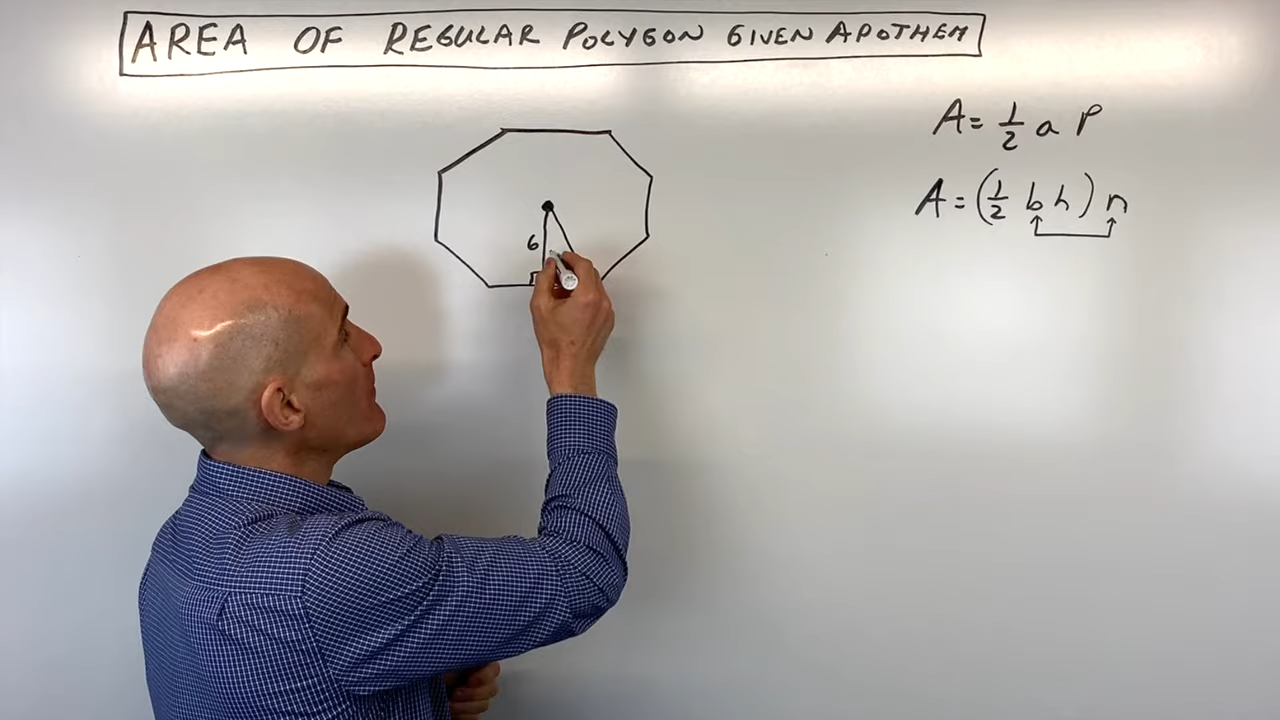 AREA OF REGULAR POLYGON GIVEN APOTHEM
A = 1/2 a P
A = (1/2 b h) n
6